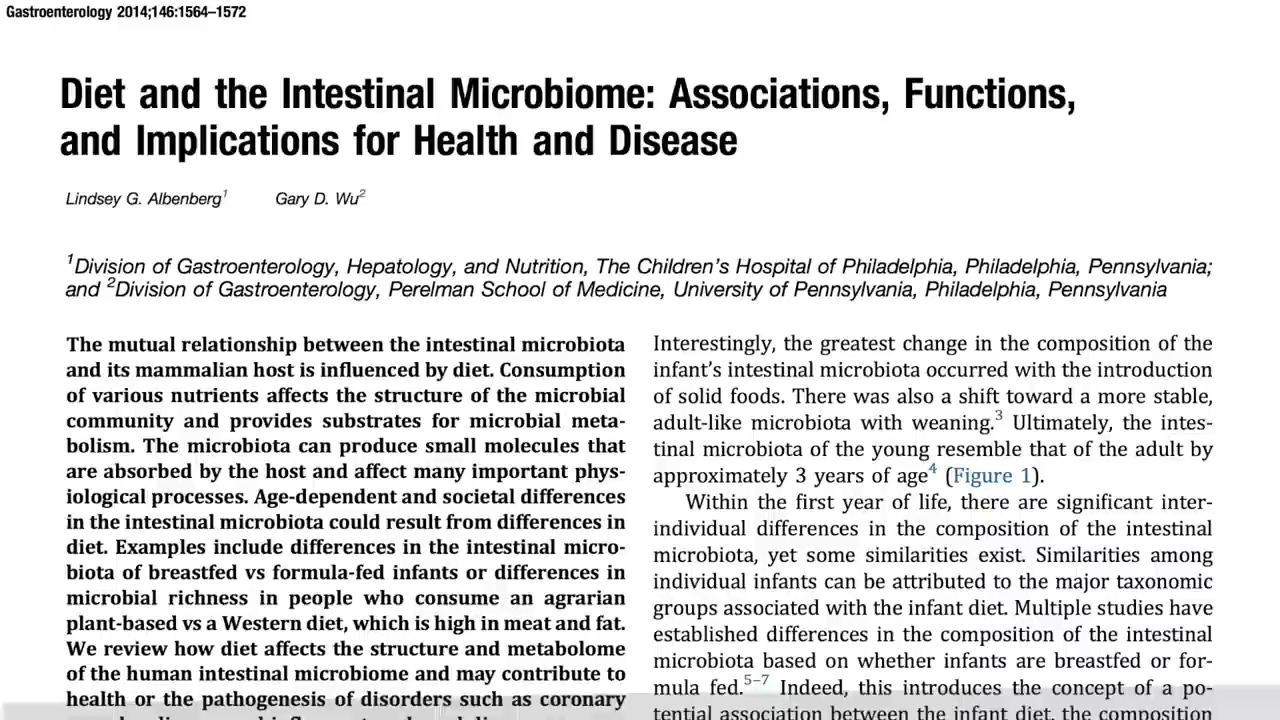 Gastroenterology 2014;146:1564–1572
Diet and the Intestinal Microbiome: Associations, Functions,
and Implications for Health and Disease
Lindsey G. Albenberg1 Gary D. Wu2
1Division of Gastroenterology, Hepatology, and Nutrition, The Children's Hospital of Philadelphia, Philadelphia, Pennsylvania;
and 2Division of Gastroenterology, Perelman School of Medicine, University of Pennsylvania, Philadelphia, Pennsylvania
The mutual relationship between the intestinal microbiota
and its mammalian host is influenced by diet. Consumption
of various nutrients affects the structure of the microbial
community and provides substrates for microbial meta-
bolism. The microbiota can produce small molecules that
are absorbed by the host and affect many important phys-
iological processes. Age-dependent and societal differences
in the intestinal microbiota could result from differences in
diet. Examples include differences in the intestinal micro-
biota of breastfed vs formula-fed infants or differences in
microbial richness in people who consume an agrarian
plant-based vs a Western diet, which is high in meat and fat.
We review how diet affects the structure and metabolome
of the human intestinal microbiome and may contribute to
health or the pathogenesis of disorders such as coronary
Interestingly, the greatest change in the composition of the
infant's intestinal microbiota occurred with the introduction
of solid foods. There was also a shift toward a more stable,
adult-like microbiota with weaning.3 Ultimately, the intes-
tinal microbiota of the young resemble that of the adult by
approximately 3 years of age4 (Figure 1).
Within the first year of life, there are significant inter-
individual differences in the composition of the intestinal
microbiota, yet some similarities exist. Similarities among
individual infants can be attributed to the major taxonomic
groups associated with the infant diet. Multiple studies have
established differences in the composition of the intestinal
microbiota based on whether infants are breastfed or for-
mula fed.5–7 Indeed, this introduces the concept of a po-
tential association between the infant diet, the composition